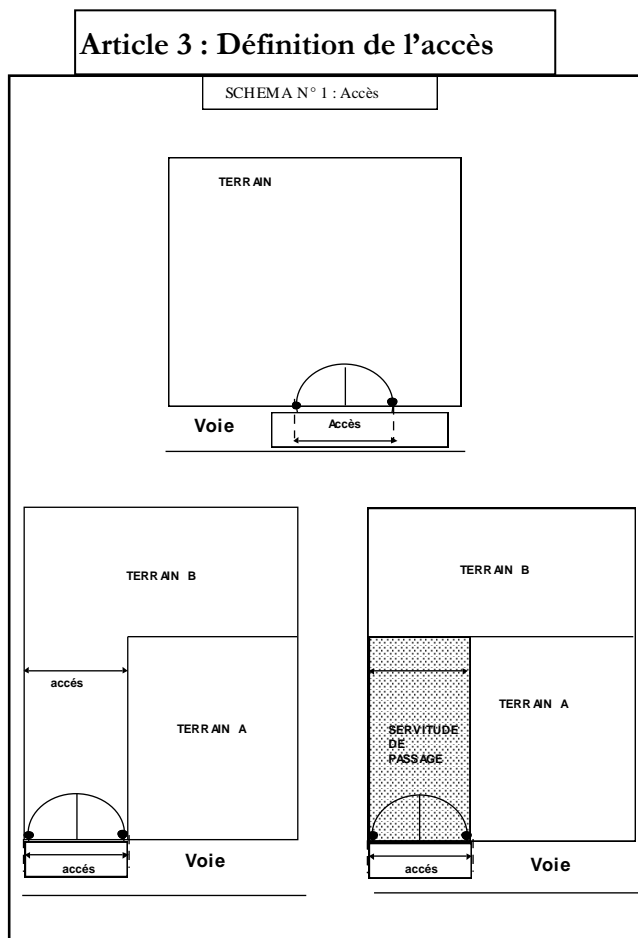 Article 3 : Définition de l’accès
SCHEMA N° 1 : Accès
TERRAIN
Voie
Accès
TERRAIN B
accés
TERRAIN A
accés
Voie
TERRAIN B
TERRAIN A
SERVITUDE
DE
PASSAGE
accés
Voie